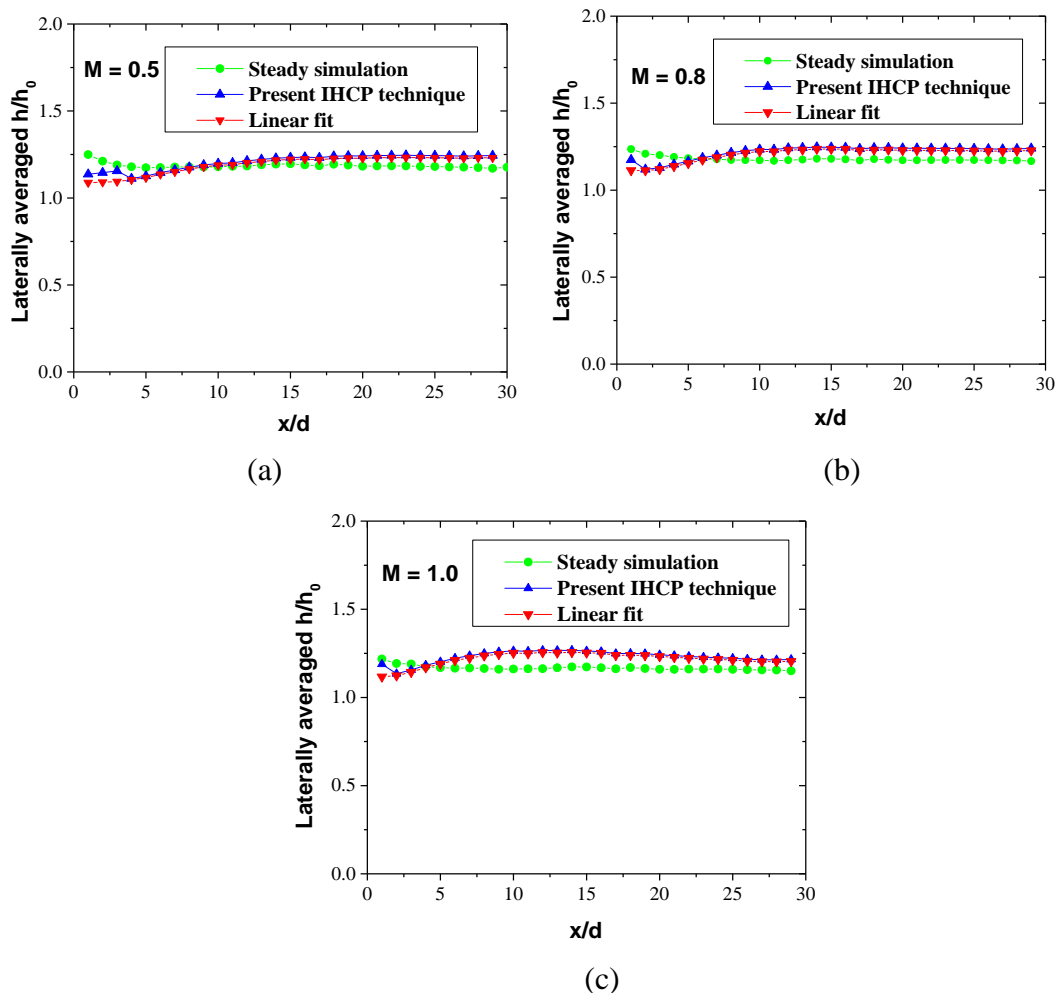 2.0
1.5
1.0
0.5
0.0
Laterally averaged h/h0
M = 0.5
Steady simulation
Present IHCP technique
Linear fit
0 5 10 15 20 25 30
x/d
(a)
2.0
1.5
1.0
0.5
0.0
Laterally averaged h/h0
M = 0.8
Steady simulation
Present IHCP technique
Linear fit
0 5 10 15 20 25 30
x/d
(b)
2.0
1.5
1.0
0.5
0.0
Laterally averaged h/h0
M = 1.0
Steady simulation
Present IHCP technique
Linear fit
0 5 10 15 20 25 30
x/d
(c)